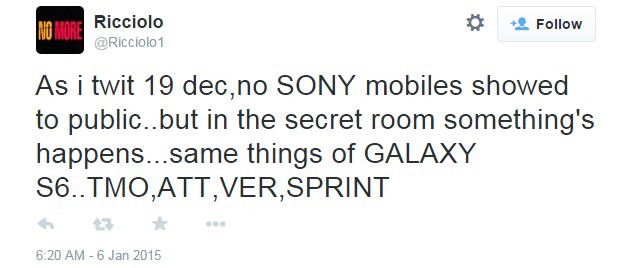 NO MORE
Ricciolo
@Ricciolo1
Follow
As i twit 19 dec,no SONY mobiles showed
to public..but in the secret room something's
happens...same things of GALAXY
S6..TMO,ATT,VER,SPRINT
6:20 AM - 6 Jan 2015